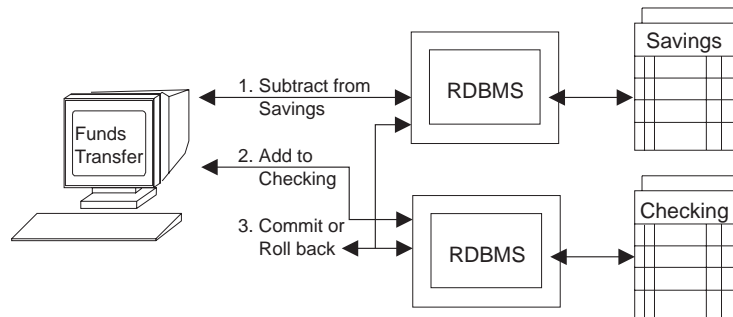 Savings
1. Subtract from
Savings
RDBMS
Funds
Transfer
2. Add to
Checking
3. Commit or
Roll back
RDBMS
Checking